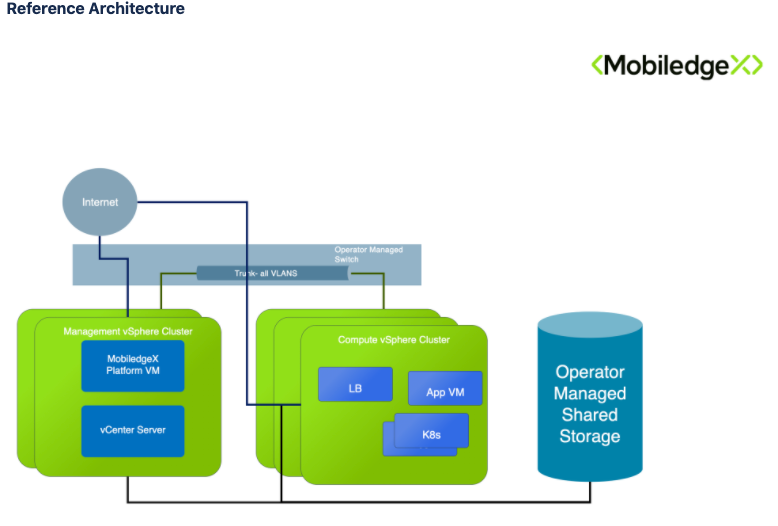 Reference Architecture
<MobiledgeX>
Internet
Operator Managed
Switch
Trunk- all VLANS
Management vSphere Cluster
MobiledgeX
Platform VM
vCenter Server
Compute vSphere Cluster
LB
App VM
K8s
Operator
Managed
Shared
Storage